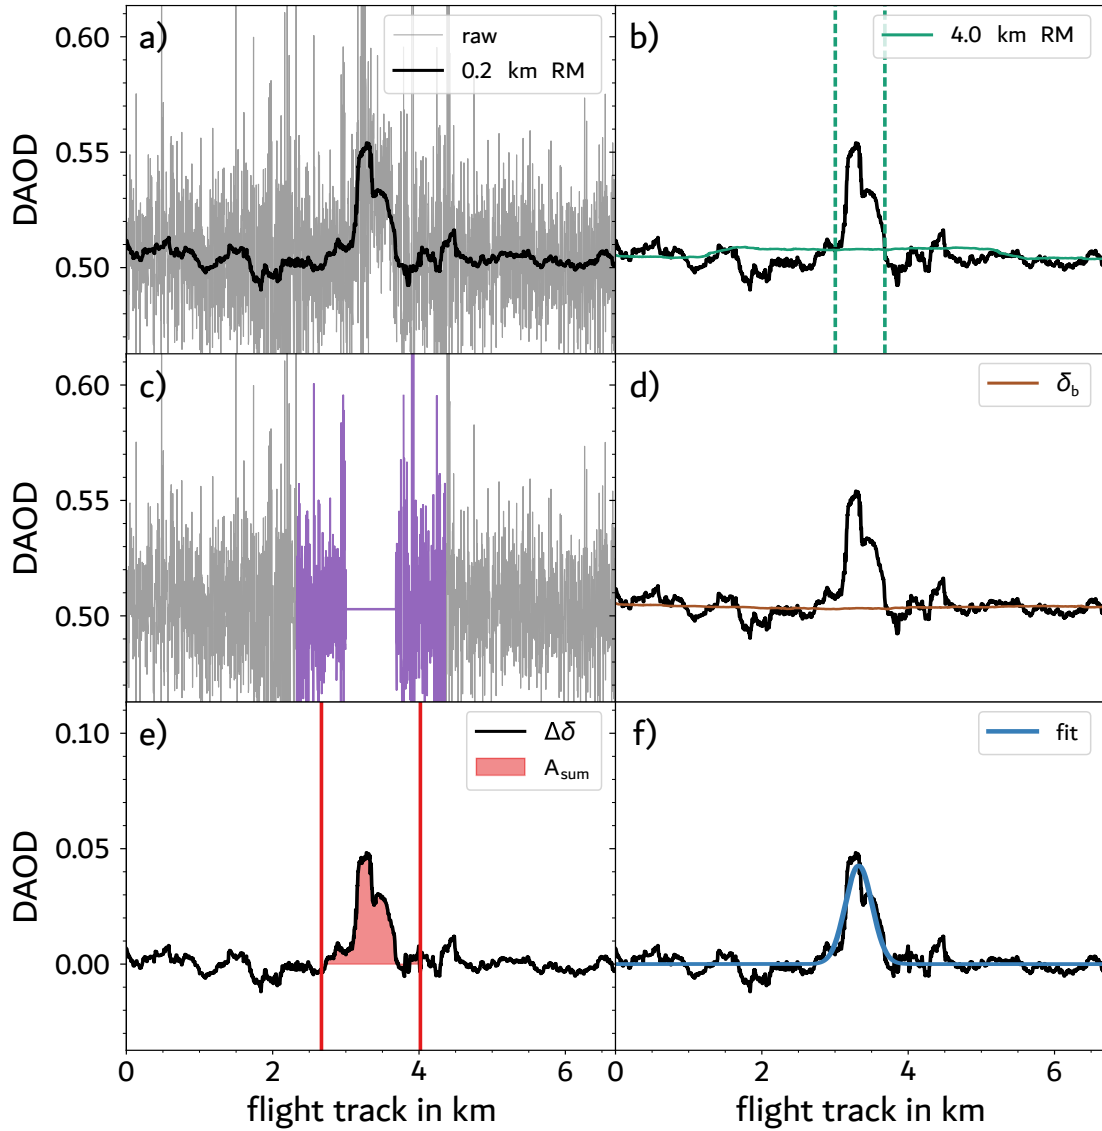 a)
raw
0.2 km RM
b)
4.0 km RM
0.60
0.55
0.50
DAOD
c)
d)
δb
0.60
0.55
0.50
DAOD
e)
Δδ
Asum
f)
fit
0.10
0.05
0.00
DAOD
0 2 4 6
0 2 4 6
flight track in km
flight track in km